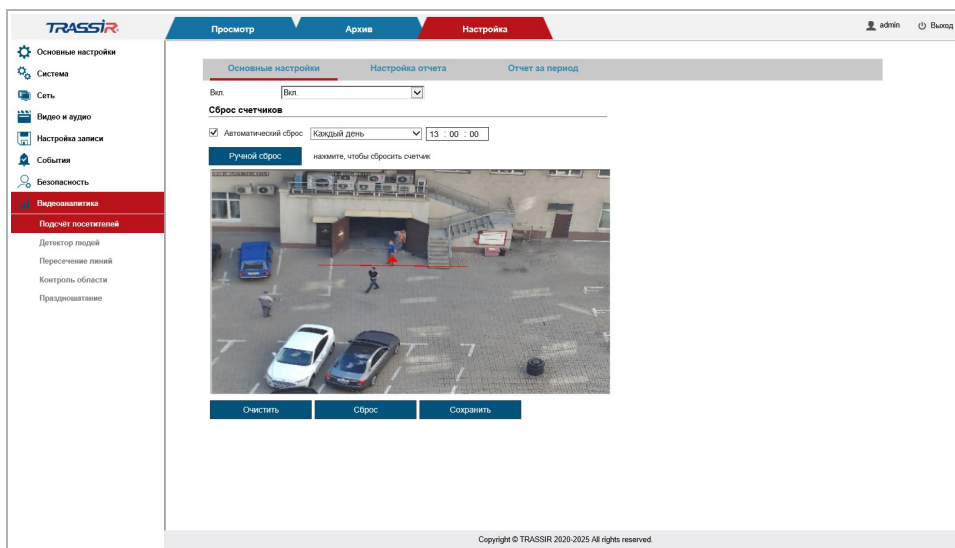 TRASSIR
Просмотр
Архив
Настройка
admin
Выход
Основные настройки
Система
Сеть
Видео и аудио
Настройка записи
События
Безопасность
Видеоаналитика
Подсчёт посетителей
Детектор людей
Пересечение линий
Контроль области
Праздношатание
Основные настройки
Настройка отчета
Отчет за период
Вкл.
Вкл.
Сброс счетчиков
Автоматический сброс
Каждый день
13 : 00 : 00
Ручной сброс
нажмите, чтобы сбросить счетчик
Очистить
Сброс
Сохранить
Copyright © TRASSIR 2020-2025 All rights reserved.